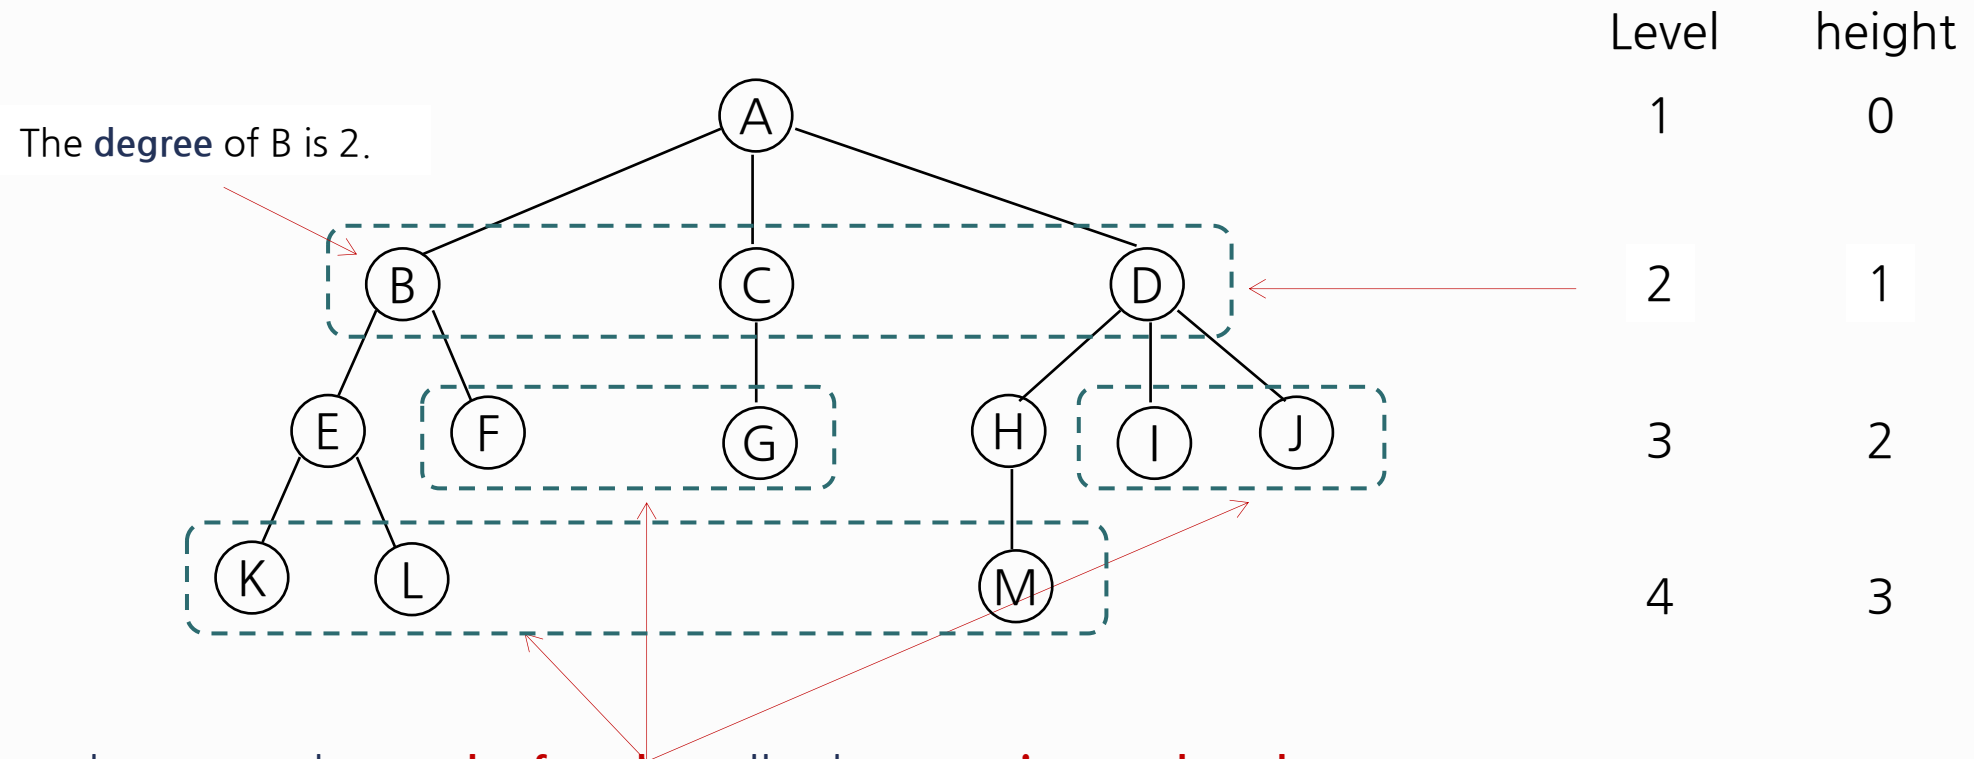 Level height
A 1 0
The degree of B is 2.
B C D 2 1
E F G H I J 3 2
K L M 4 3